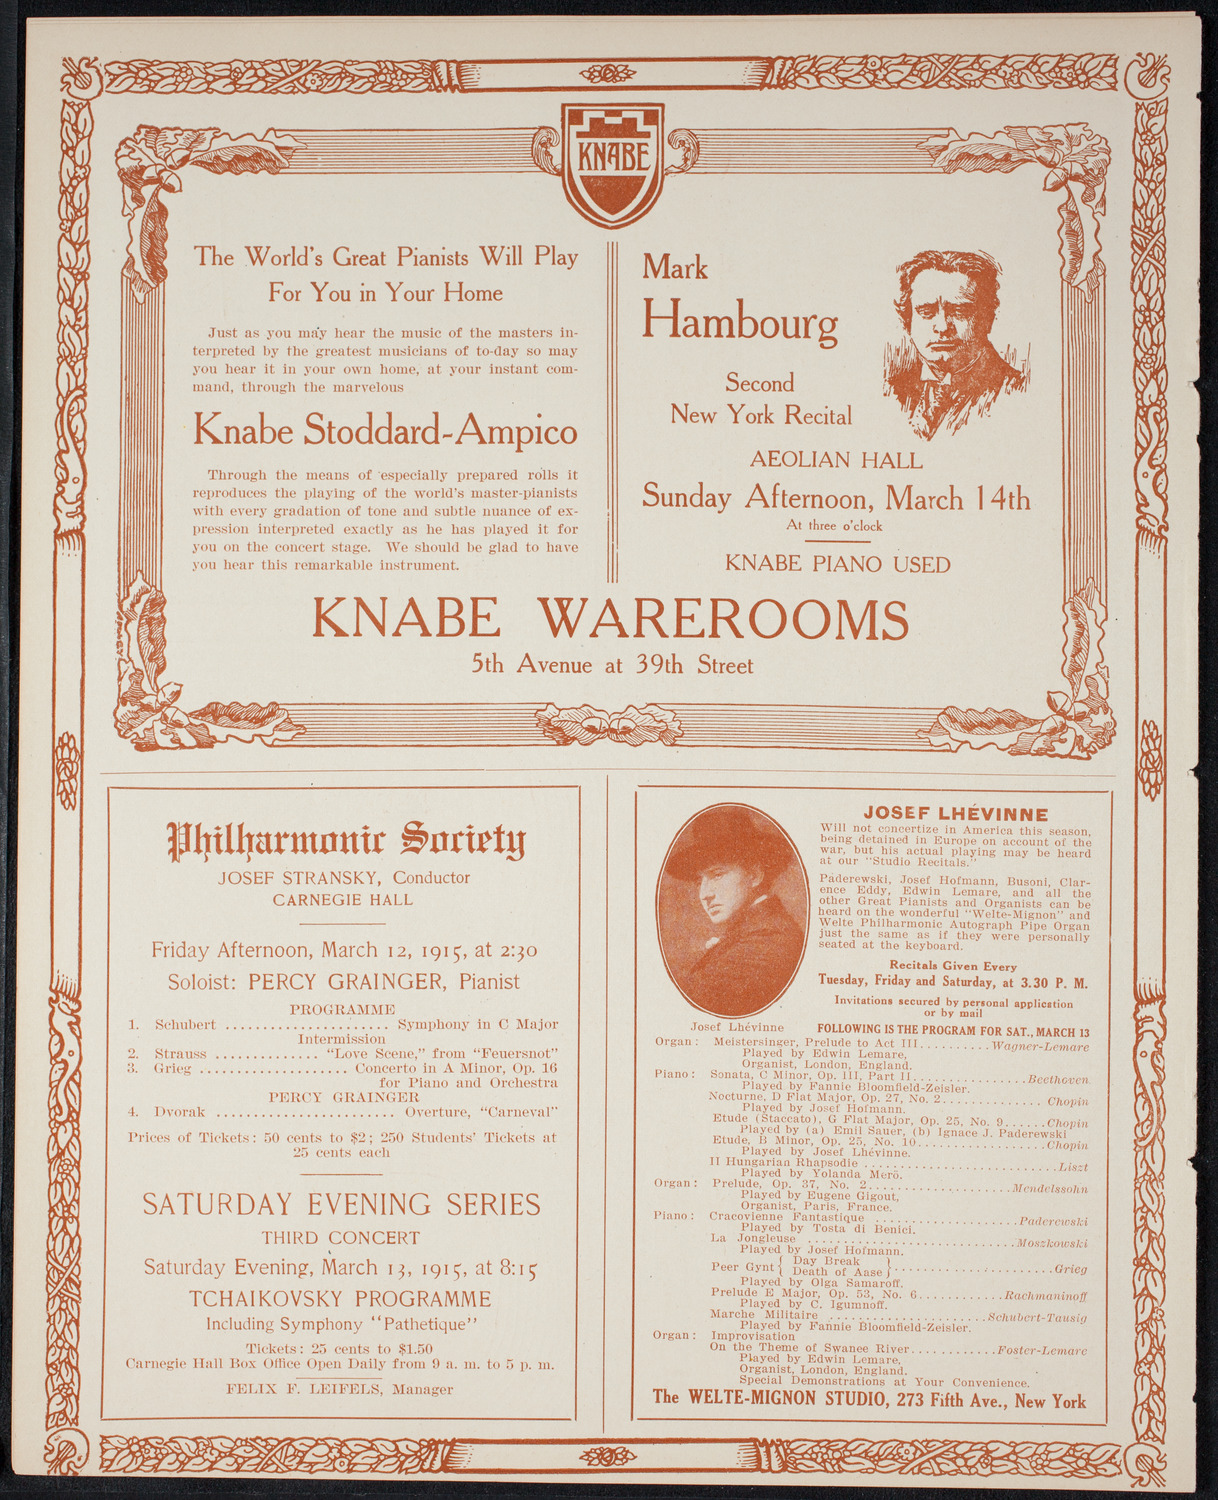 KNABE
The World's Great Pianists Will Play
For You in Your Home
Just as you may hear the music of the masters in-
terpreted by the greatest musicians of to-day so may
you hear it in your own home, at your instant com-
mand, through the marvelous
Knabe Stoddard-Ampico
Through the means of especially prepared rolls it
reproduces the playing of the world's master-pianists
with every gradation of tone and subtle nuance of ex-
pression interpreted exactly as he has played it for
you on the concert stage. We should be glad to have
you hear this remarkable instrument.
Mark
Hambourg
Second
New York Recital
AEOLIAN HALL
Sunday Afternoon, March 14th
At three o'clock
KNABE PIANO USED
KNABE WAREROOMS
5th Avenue at 39th Street
Philharmonic Society
JOSEF STRANSKY, Conductor
CARNEGIE HALL
Friday Afternoon, March 12, 1915, at 2:30
Soloist: PERCY GRAINGER, Pianist
PROGRAMME
1. Schubert ...................... Symphony in C Major
Intermission
2. Strauss .............. "Love Scene," from "Feuersnot"
3. Grieg .................... Concerto in A Minor, Op. 16
for Piano and Orchestra
PERCY GRAINGER
4. Dvorak ........................ Overture, "Carneval"
Prices of Tickets: 50 cents to $2; 250 Students' Tickets at
25 cents each
SATURDAY EVENING SERIES
THIRD CONCERT
Saturday Evening, March 13, 1915, at 8:15
TCHAIKOVSKY PROGRAMME
Including Symphony "Pathetique"
Tickets: 25 cents to $1.50
Carnegie Hall Box Office Open Daily from 9 a. m. to 5 p. m.
FELIX F. LEIFELS, Manager
JOSEF LHÉVINNE
Will not concertize in America this season,
being detained in Europe on account of the
war, but his actual playing may be heard
at our "Studio Recitals."
Paderewski, Josef Hofmann, Busoni, Clar-
ence Eddy, Edwin Lemare, and all the
other Great Pianists and Organists can be
heard on the wonderful "Welte-Mignon" and
Welte Philharmonic Autograph Pipe Organ
just the same as if they were personally
seated at the keyboard.
Recitals Given Every
Tuesday, Friday and Saturday, at 3.30 P. M.
Invitations secured by personal application
or by mail
Josef Lhévinne
FOLLOWING IS THE PROGRAM FOR SAT., MARCH 13
Organ: Meistersinger, Prelude to Act III..........Wagner-Lemare
Played by Edwin Lemare,
Organist, London, England.
Piano: Sonata, C Minor, Op. III, Part II................Beethoven
Played by Fannie Bloomfield-Zeisler.
Nocturne, D Flat Major, Op. 27, No. 2.............. Chopin
Played by Josef Hofmann.
Etude (Staccato), G Flat Major, Op. 25, No. 9......Chopin
Played by (a) Emil Sauer, (b) Ignace J. Paderewski
Etude, B Minor, Op. 25, No. 10..................Chopin
Played by Josef Lhévinne.
II Hungarian Rhapsodie ............................Liszt
Played by Yolanda Merö.
Organ: Prelude, Op. 37, No. 2....................Mendelssohn
Played by Eugene Gigout,
Organist, Paris, France.
Piano: Cracovienne Fantastique ....................Paderewski
Played by Tosta di Benici.
La Jongleuse .............................Moszkowski
Played by Josef Hofmann.
Peer Gynt { Day Break
Death of Aase } .......................Grieg
Played by Olga Samaroff.
Prelude E Major, Op. 53, No. 6............Rachmaninoff
Played by C. Igumnoff.
Marche Militaire ......................Schubert-Tausig
Played by Fannie Bloomfield-Zeisler.
Organ: Improvisation
On the Theme of Swanee River............Foster-Lemare
Played by Edwin Lemare,
Organist, London, England.
Special Demonstrations at Your Convenience.
The WELTE-MIGNON STUDIO, 273 Fifth Ave., New York